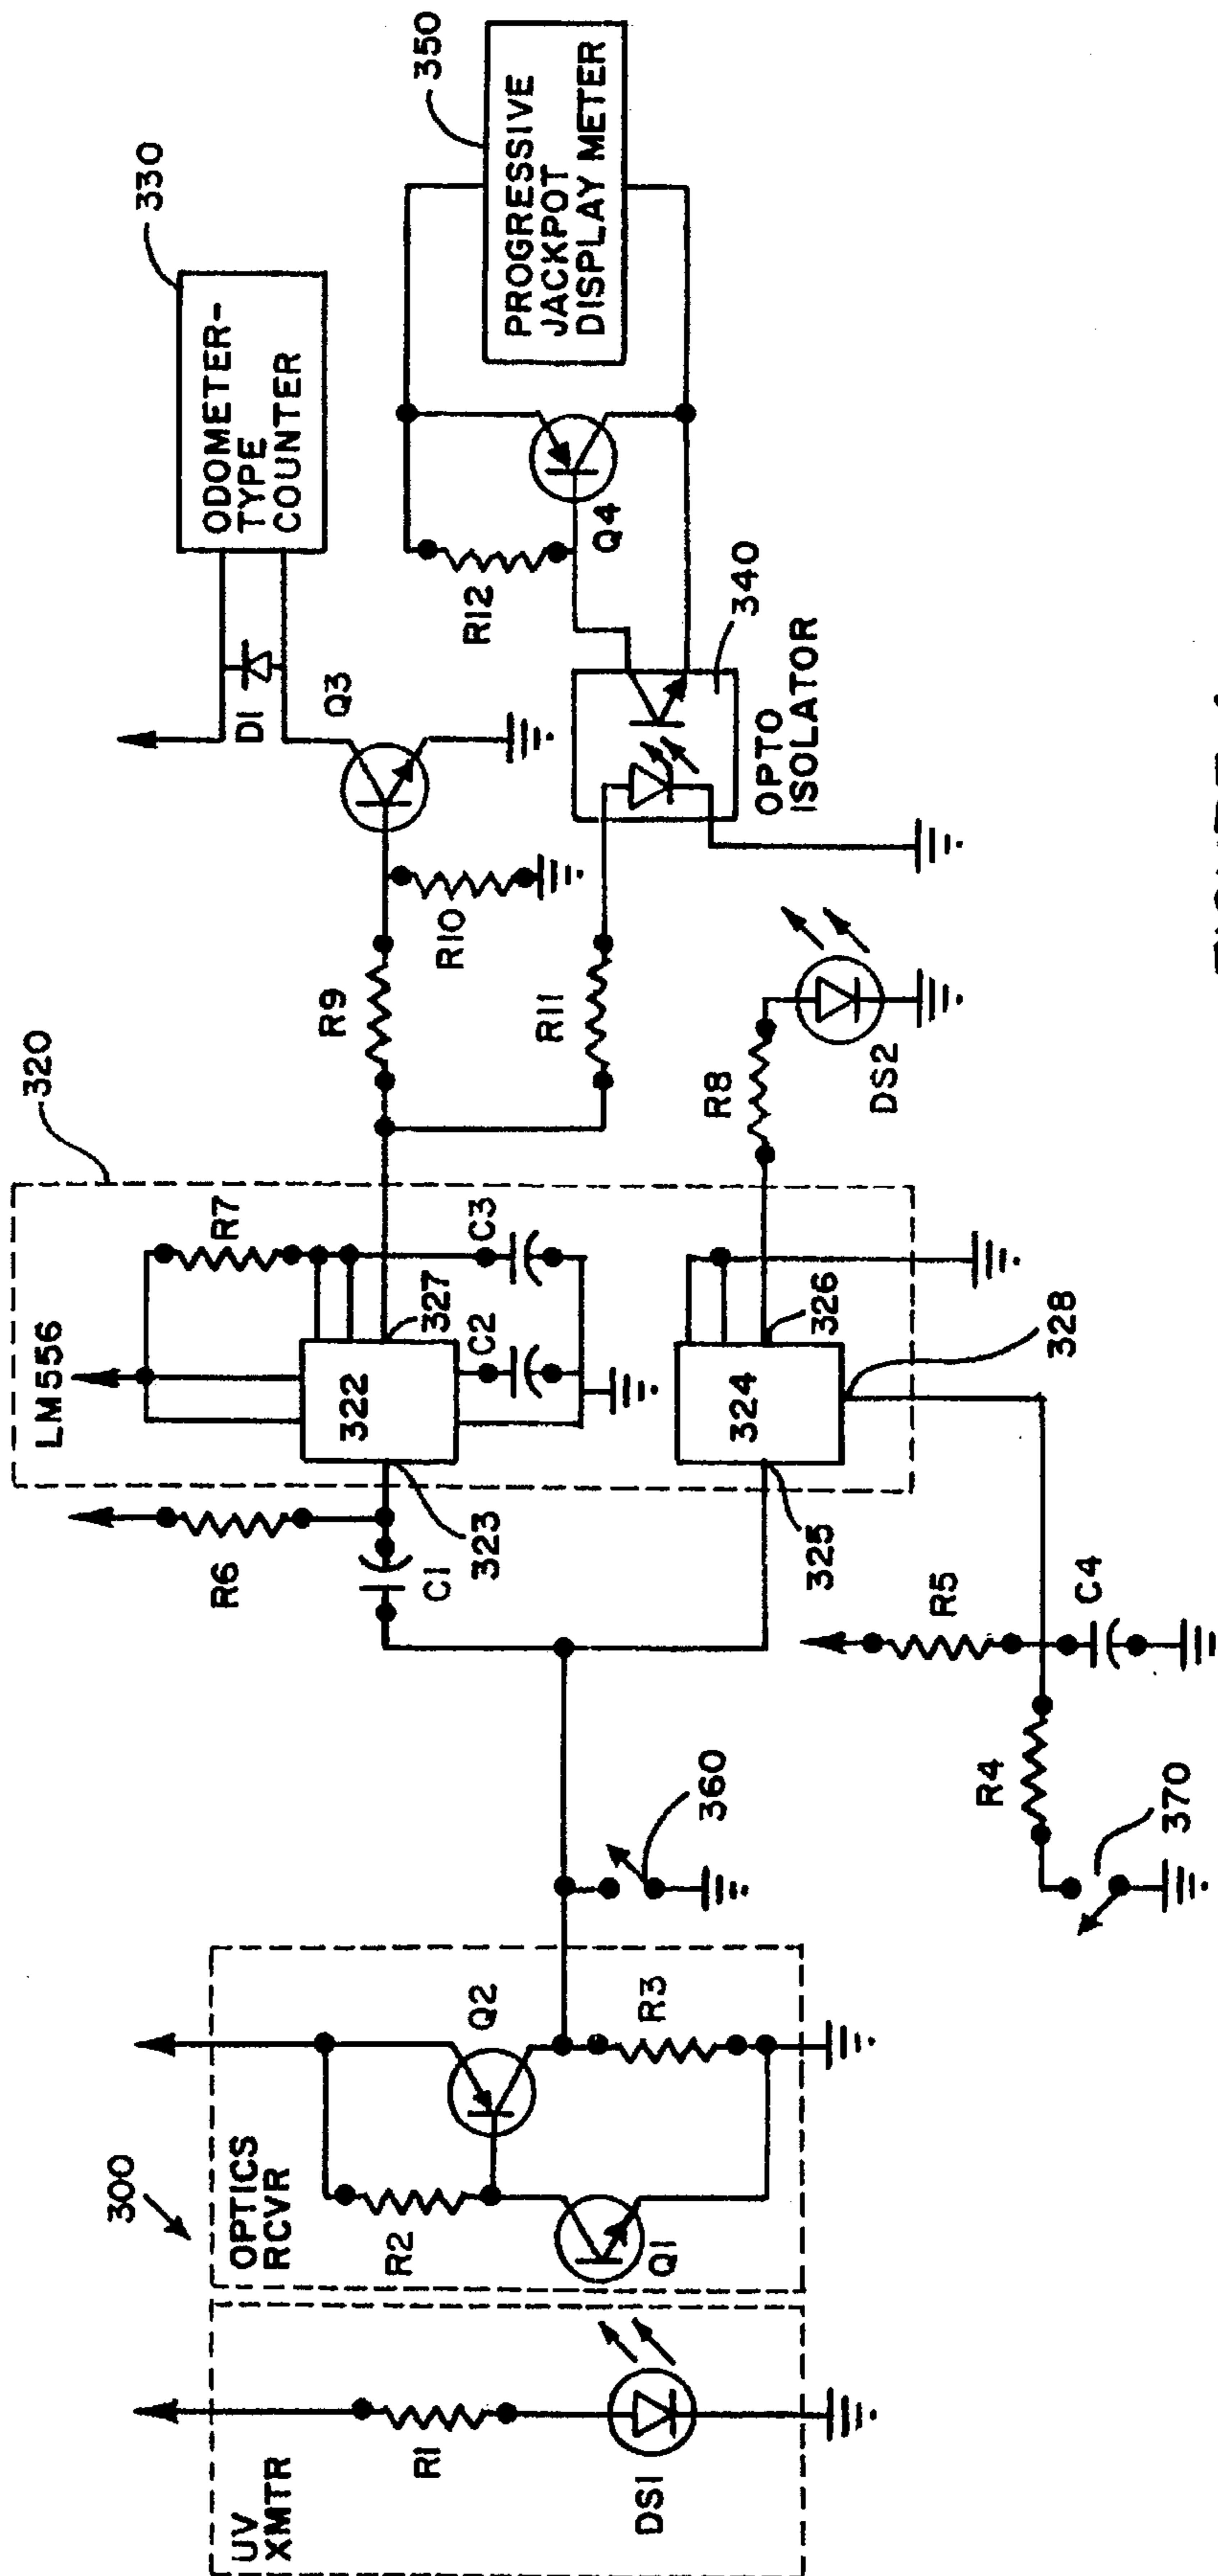 300
UV
XMTR
R1
DS1
OPTICS
RCVR
R2
Q1
Q2
R3
360
370
R4
R5
C4
R6
C1
323
325
LM556
322
324
R7
327
C2
C3
326
328
320
R9
R10
R11
R8
DS2
Q3
D1
ODOMETER-
TYPE
COUNTER
330
OPTO
ISOLATOR
340
R12
Q4
PROGRESSIVE
JACKPOT
DISPLAY METER
350